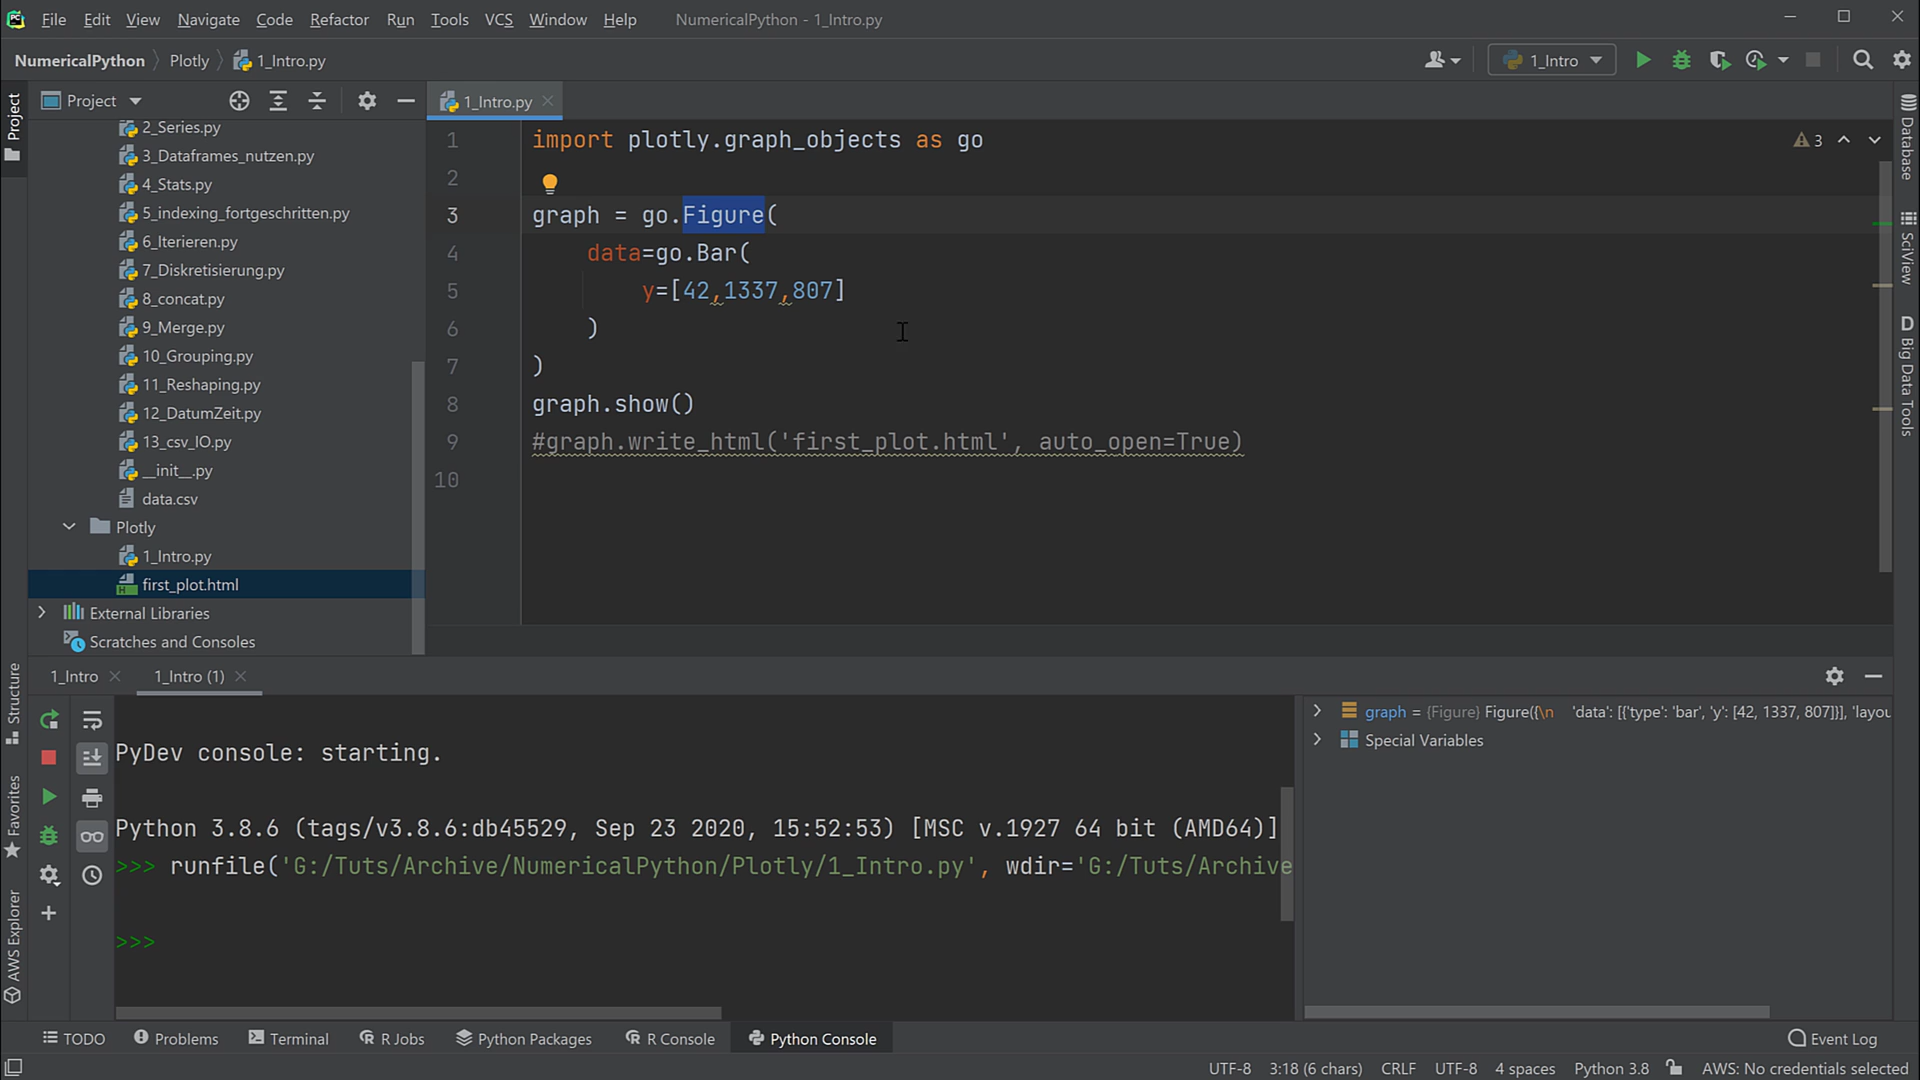 File Edit View Navigate Code Refactor Run Tools VCS Window Help NumericalPython - 1_Intro.py
NumericalPython Plotly 1_Intro.py 1_Intro
Project
Project
1_Intro.py
2_Series.py
3_Dataframes_nutzen.py
4_Stats.py
5_indexing_fortgeschritten.py
6_Iterieren.py
7_Diskretisierung.py
8_concat.py
9_Merge.py
10_Grouping.py
11_Reshaping.py
12_DatumZeit.py
13_csv_IO.py
__init__.py
data.csv
Plotly
1_Intro.py
first_plot.html
External Libraries
Scratches and Consoles
1 import plotly.graph_objects as go
3
2
3 graph = go.Figure(
4 data=go.Bar(
5 y=[42,1337,807]
6 )
7 )
8 graph.show()
9 #graph.write_html('first_plot.html', auto_open=True)
10
Database
SciView
D Big Data Tools
Structure
Favorites
AWS Explorer
1_Intro 1_Intro (1)
PyDev console: starting.
Python 3.8.6 (tags/v3.8.6:db45529, Sep 23 2020, 15:52:53) [MSC v.1927 64 bit (AMD64)]
>>> runfile('G:/Tuts/Archive/NumericalPython/Plotly/1_Intro.py', wdir='G:/Tuts/Archive
>>>
graph = {Figure} Figure({\n 'data': [{'type': 'bar', 'y': [42, 1337, 807]}], 'layou
Special Variables
TODO Problems Terminal R Jobs Python Packages R Console Python Console Event Log
UTF-8 3:18 (6 chars) CRLF UTF-8 4 spaces Python 3.8 AWS: No credentials selected